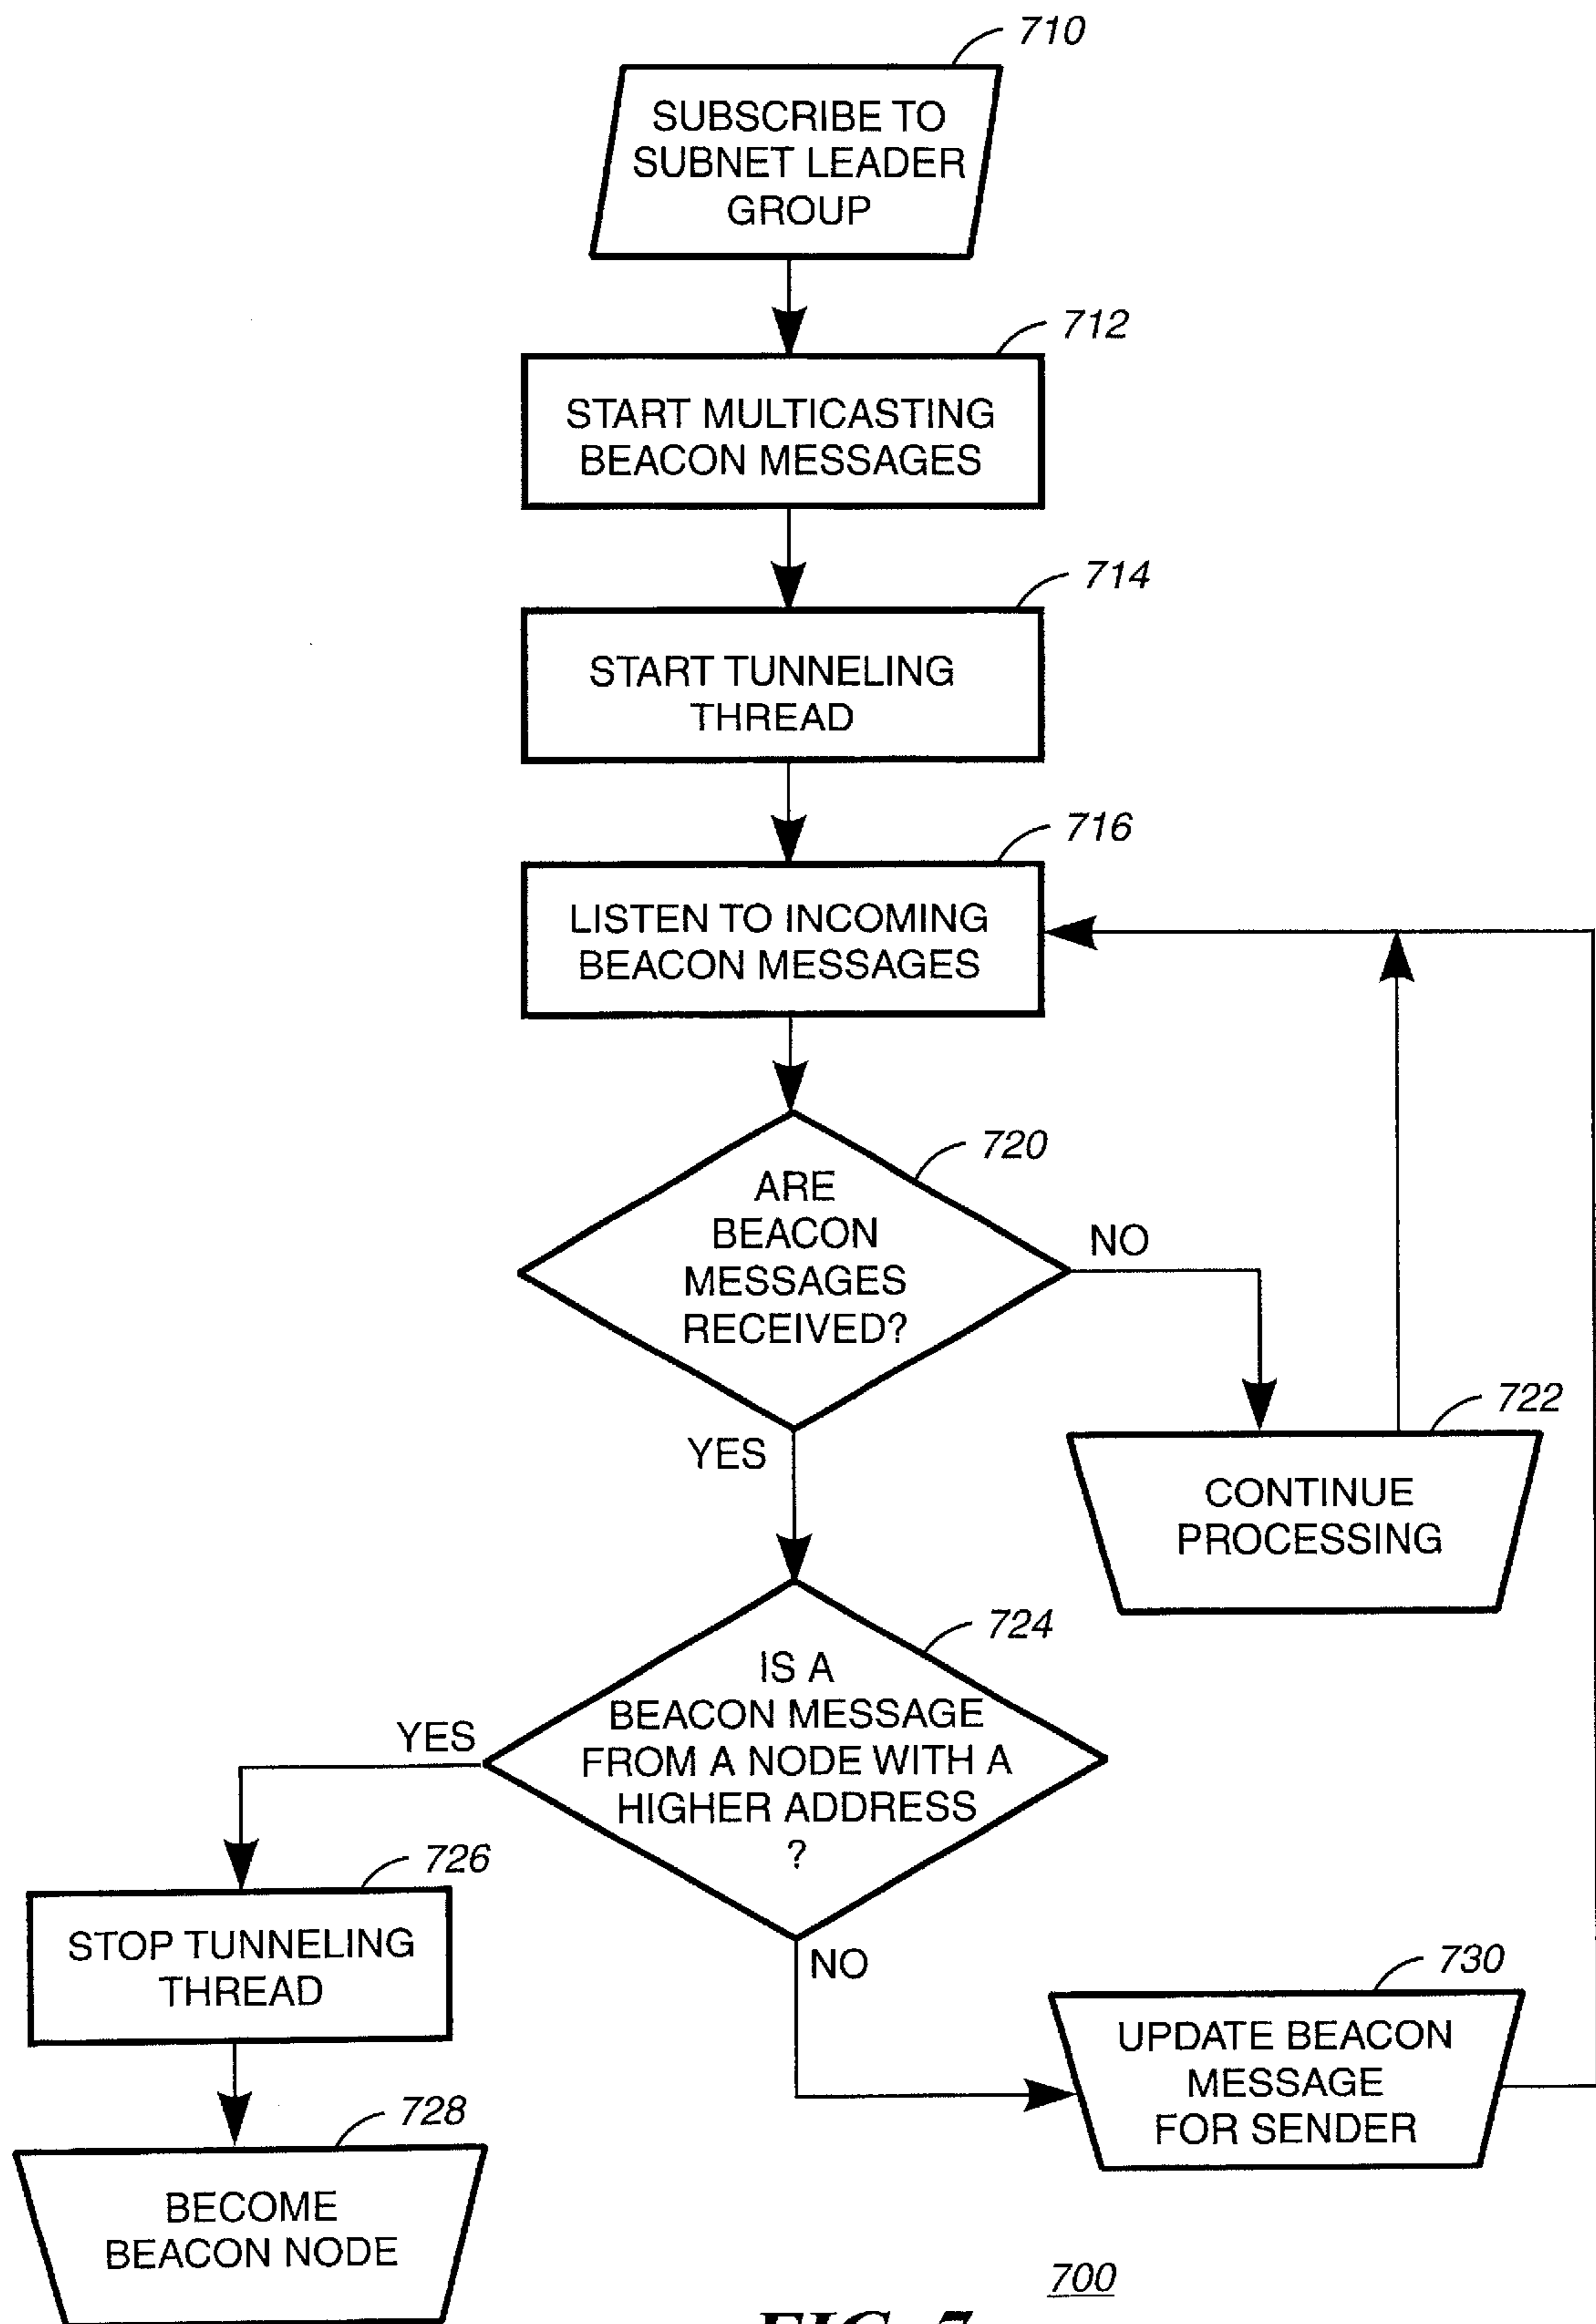 710
SUBSCRIBE TO
SUBNET LEADER
GROUP
712
START MULTICASTING
BEACON MESSAGES
714
START TUNNELING
THREAD
716
LISTEN TO INCOMING
BEACON MESSAGES
720
ARE
BEACON
MESSAGES
RECEIVED?
NO
YES
722
CONTINUE
PROCESSING
724
IS A
BEACON MESSAGE
FROM A NODE WITH A
HIGHER ADDRESS
?
YES
NO
726
STOP TUNNELING
THREAD
728
BECOME
BEACON NODE
730
UPDATE BEACON
MESSAGE
FOR SENDER
700
FIG. 7